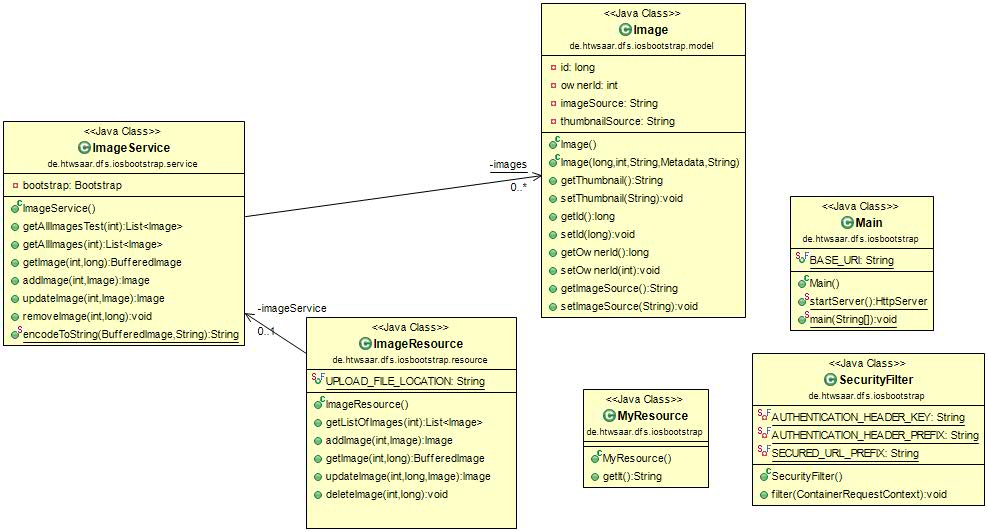 <<Java Class>>
Image
de.htwsaar.dfs.iosbootstrap.model
id: long
ownerId: int
imageSource: String
thumbnailSource: String
Image()
Image(long,int,String,Metadata,String)
getThumbnail():String
setThumbnail(String):void
getId():long
setId(long):void
getOwnerId():long
setOwnerId(int):void
getImageSource():String
setImageSource(String):void
<<Java Class>>
ImageService
de.htwsaar.dfs.iosbootstrap.service
bootstrap: Bootstrap
ImageService()
getAllImagesTest(int):List<Image>
getAllImages(int):List<Image>
getImage(int,long):BufferedImage
addImage(int,Image):Image
updateImage(int,Image):Image
removeImage(int,long):void
encodeToString(BufferedImage,String):String
-images
0..*
-imageService
0..1
<<Java Class>>
ImageResource
de.htwsaar.dfs.iosbootstrap.resource
UPLOAD_FILE_LOCATION: String
ImageResource()
getListOfImages(int):List<Image>
addImage(int,Image):Image
getImage(int,long):BufferedImage
updateImage(int,long,Image):Image
deleteImage(int,long):void
<<Java Class>>
Main
de.htwsaar.dfs.iosbootstrap
BASE_URI: String
Main()
startServer():HttpServer
main(String[]):void
<<Java Class>>
MyResource
de.htwsaar.dfs.iosbootstrap
MyResource()
getIt():String
<<Java Class>>
SecurityFilter
de.htwsaar.dfs.iosbootstrap
AUTHENTICATION_HEADER_KEY: String
AUTHENTICATION_HEADER_PREFIX: String
SECURED_URL_PREFIX: String
SecurityFilter()
filter(ContainerRequestContext):void